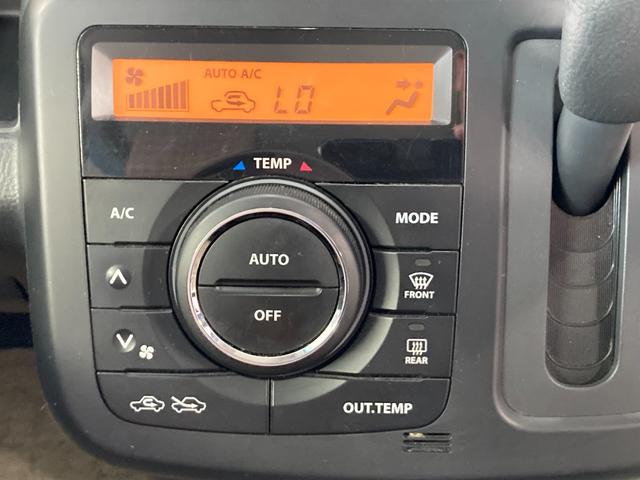 AUTO A/C
LO
TEMP
A/C
MODE
AUTO
OFF
FRONT
REAR
OUT.TEMP